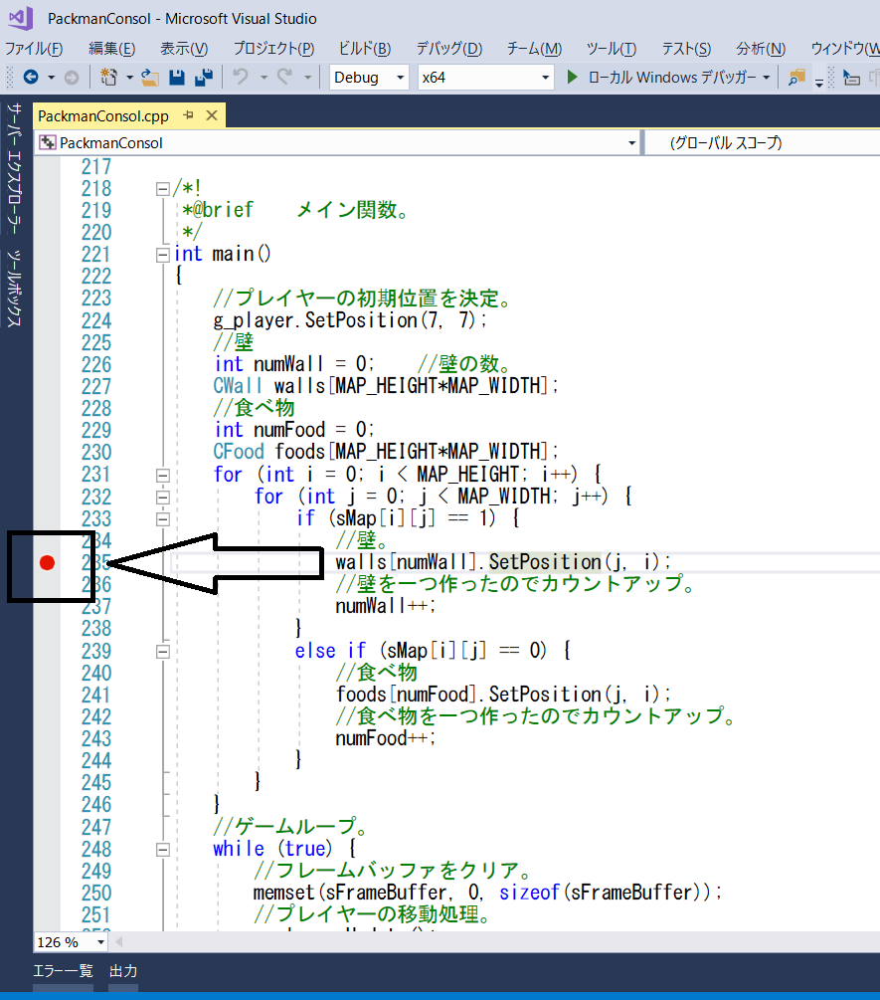 PackmanConsol - Microsoft Visual Studio
ファイル(F) 編集(E) 表示(V) プロジェクト(P) ビルド(B) デバッグ(D) チーム(M) ツール(T) テスト(S) 分析(N) ウィンドウ(W
Debug x64 ローカル Windows デバッガー
サーバー エクスプローラー
ツールボックス
PackmanConsol.cpp
PackmanConsol (グローバル スコープ)
217
218 /*!
219 *@brief メイン関数。
220 */
221 int main()
222 {
223 //プレイヤーの初期位置を決定。
224 g_player.SetPosition(7, 7);
225 //壁
226 int numWall = 0; //壁の数。
227 CWall walls[MAP_HEIGHT*MAP_WIDTH];
228 //食べ物
229 int numFood = 0;
230 CFood foods[MAP_HEIGHT*MAP_WIDTH];
231 for (int i = 0; i < MAP_HEIGHT; i++) {
232 for (int j = 0; j < MAP_WIDTH; j++) {
233 if (sMap[i][j] == 1) {
234 //壁。
235 walls[numWall].SetPosition(j, i);
236 //壁を一つ作ったのでカウントアップ。
237 numWall++;
238 }
239 else if (sMap[i][j] == 0) {
240 //食べ物
241 foods[numFood].SetPosition(j, i);
242 //食べ物を一つ作ったのでカウントアップ。
243 numFood++;
244 }
245 }
246 }
247 //ゲームループ。
248 while (true) {
249 //フレームバッファをクリア。
250 memset(sFrameBuffer, 0, sizeof(sFrameBuffer));
251 //プレイヤーの移動処理。
126 %
エラー一覧 出力